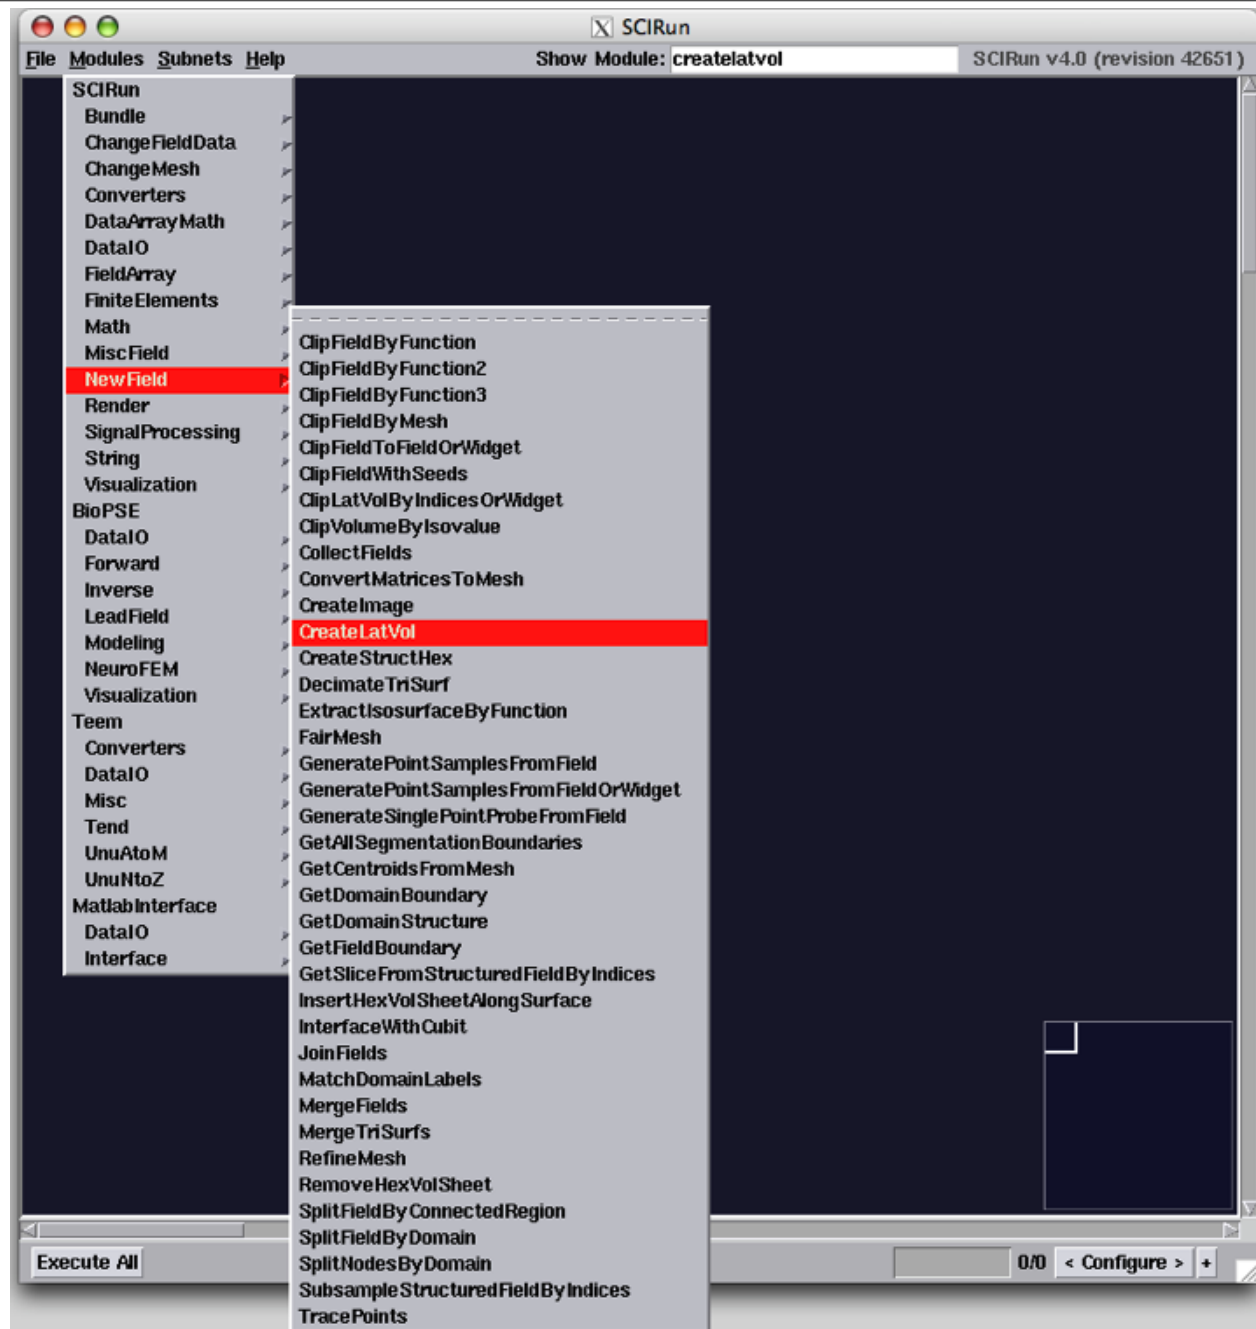 SCIRun
File Modules Subnets Help Show Module: createlatvol SCIRun v4.0 (revision 42651)
SCIRun
Bundle
ChangeFieldData
ChangeMesh
Converters
DataArrayMath
DataIO
FieldArray
FiniteElements
Math
MiscField
NewField
Render
SignalProcessing
String
Visualization
BioPSE
DataIO
Forward
Inverse
LeadField
Modeling
NeuroFEM
Visualization
Teem
Converters
DataIO
Misc
Tend
UnuAtoM
UnuNtoZ
MatlabInterface
DataIO
Interface
ClipFieldByFunction
ClipFieldByFunction2
ClipFieldByFunction3
ClipFieldByMesh
ClipFieldToFieldOrWidget
ClipFieldWithSeeds
ClipLatVolByIndicesOrWidget
ClipVolumeByIsovalue
CollectFields
ConvertMatricesToMesh
CreateImage
CreateLatVol
CreateStructHex
DecimateTriSurf
ExtractIsosurfaceByFunction
FairMesh
GeneratePointSamplesFromField
GeneratePointSamplesFromFieldOrWidget
GenerateSinglePointProbeFromField
GetAllSegmentationBoundaries
GetCentroidsFromMesh
GetDomainBoundary
GetDomainStructure
GetFieldBoundary
GetSliceFromStructuredFieldByIndices
InsertHexVolSheetAlongSurface
InterfaceWithCubit
JoinFields
MatchDomainLabels
MergeFields
MergeTriSurfs
RefineMesh
RemoveHexVolSheet
SplitFieldByConnectedRegion
SplitFieldByDomain
SplitNodesByDomain
SubsampleStructuredFieldByIndices
TracePoints
Execute All 0/0 < Configure > +